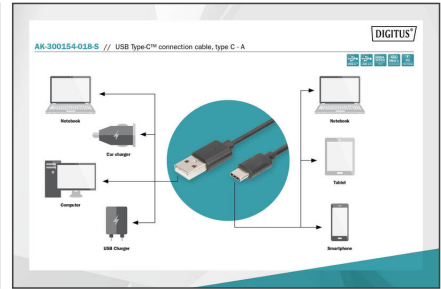 DIGITUS®
AK-300154-018-S // USB Type-C™ connection cable, type C - A
Notebook
Car charger
Computer
USB Charger
Notebook
Tablet
Smartphone